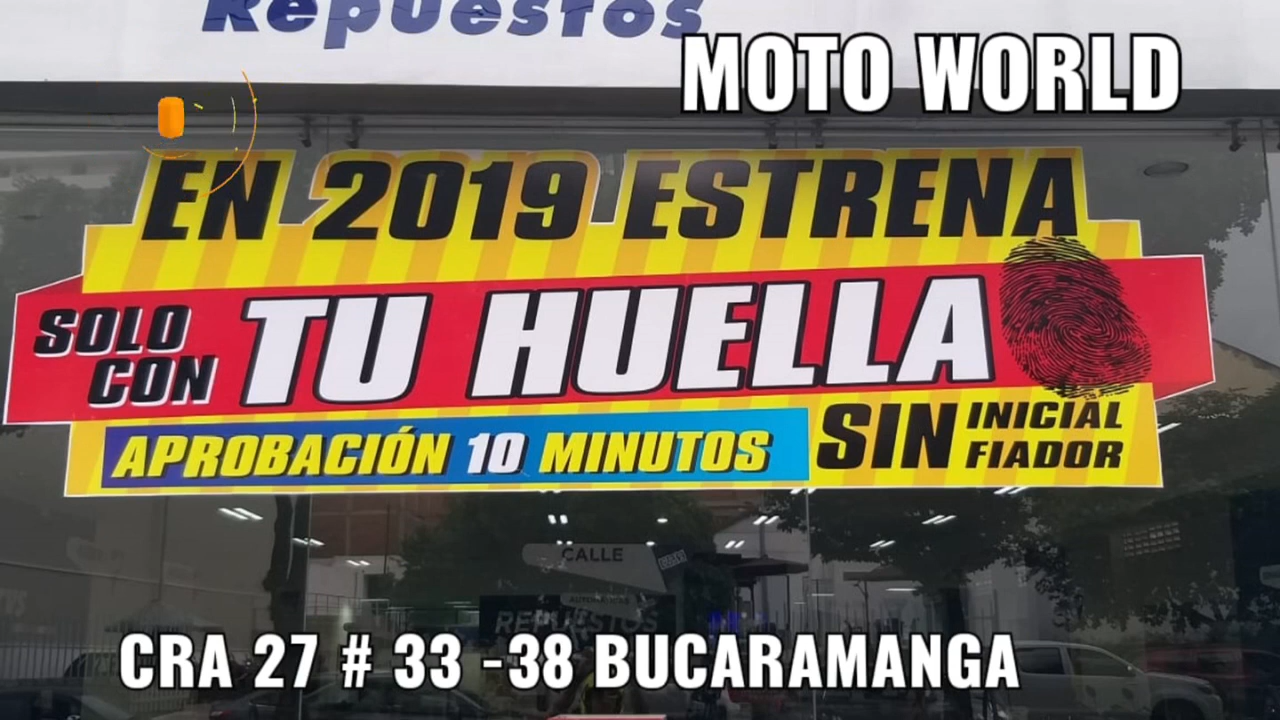 Repuestos
MOTO WORLD
EN 2019 ESTRENA
SOLO CON TU HUELLA
APROBACIÓN 10 MINUTOS
SIN INICIAL FIADOR
CALLE
AUTOMÁTICAS
REPUESTOS
CRA 27 # 33 -38 BUCARAMANGA